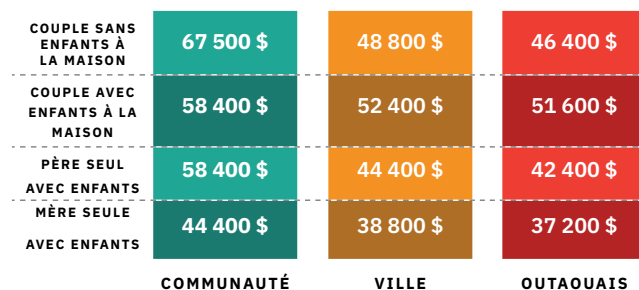 COUPLE SANS
ENFANTS À
LA MAISON
67 500 $
48 800 $
46 400 $
COUPLE AVEC
ENFANTS À LA
MAISON
58 400 $
52 400 $
51 600 $
PÈRE SEUL
AVEC ENFANTS
58 400 $
44 400 $
42 400 $
MÈRE SEULE
AVEC ENFANTS
44 400 $
38 800 $
37 200 $
COMMUNAUTÉ
VILLE
OUTAOUAIS